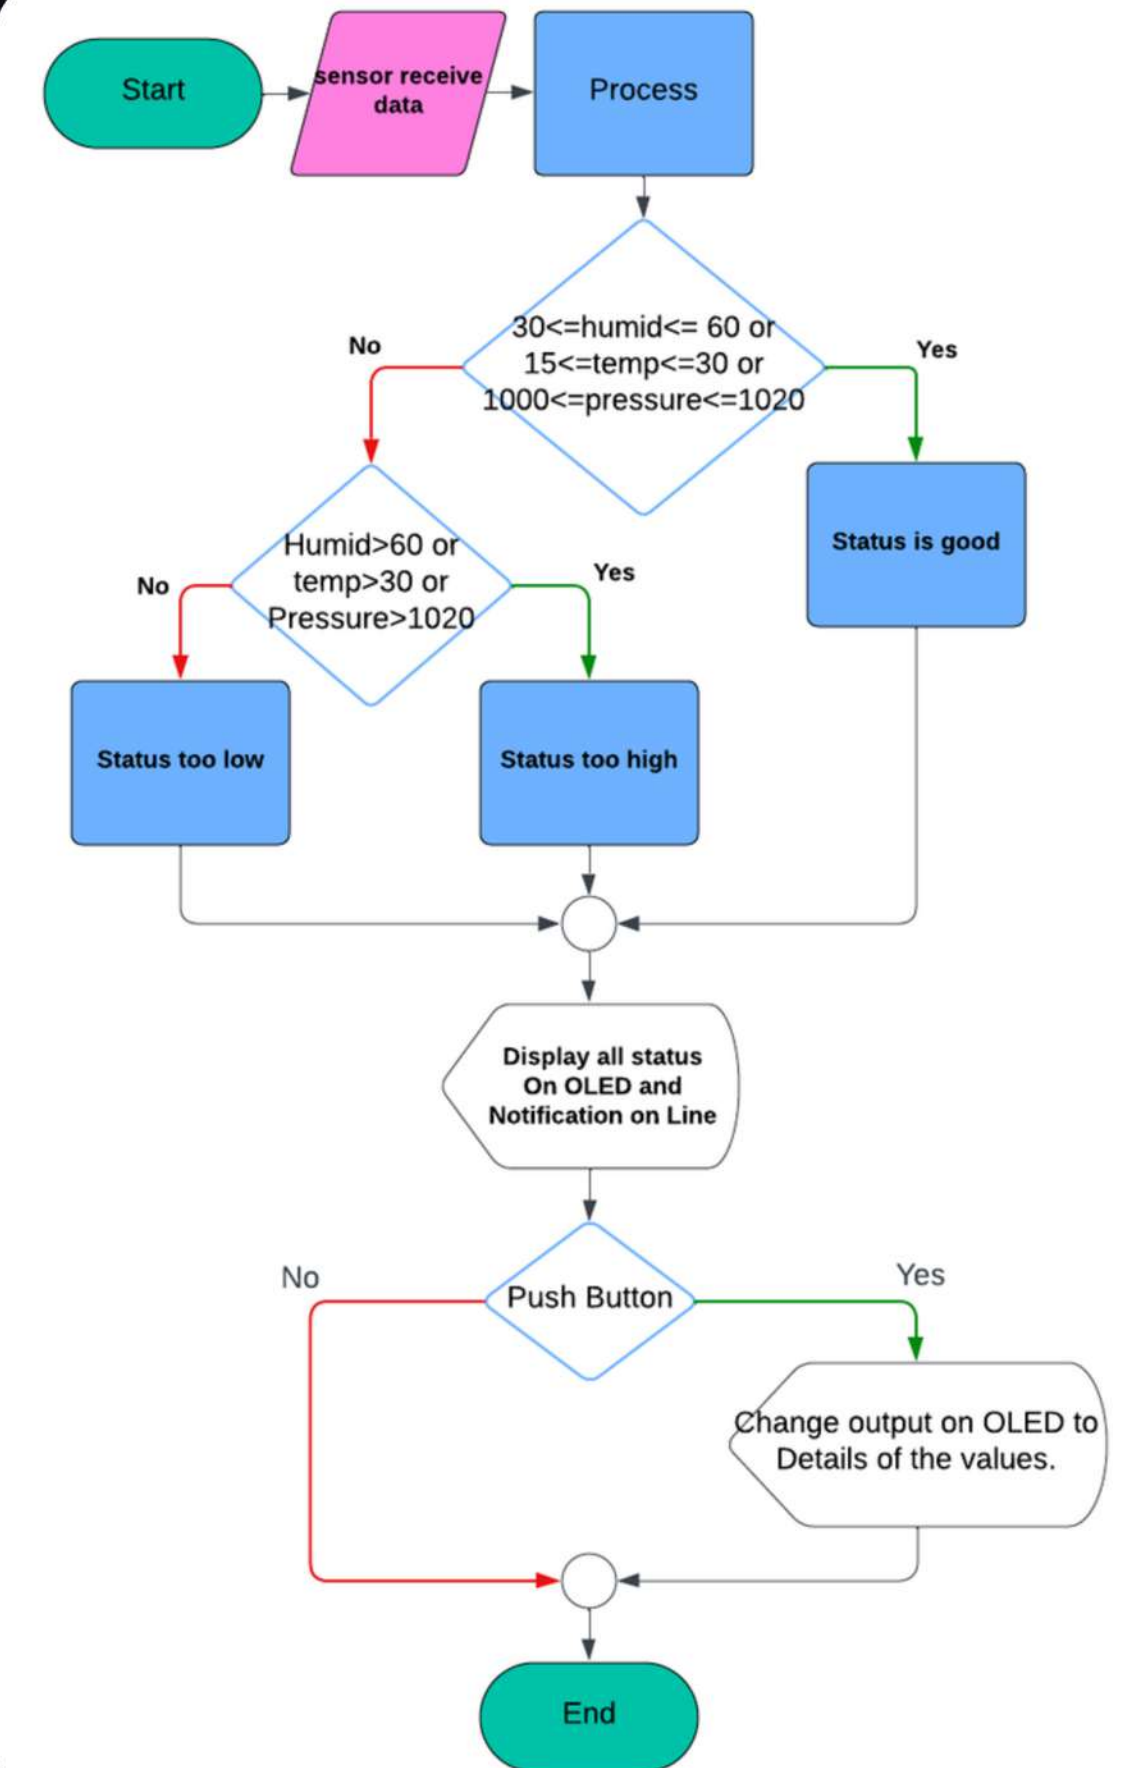 Start
sensor receive
data
Process
30<=humid<= 60 or
15<=temp<=30 or
1000<=pressure<=1020
No
Yes
Humid>60 or
temp>30 or
Pressure>1020
No
Yes
Status is good
Status too low
Status too high
Display all status
On OLED and
Notification on Line
Push Button
No
Yes
Change output on OLED to
Details of the values.
End